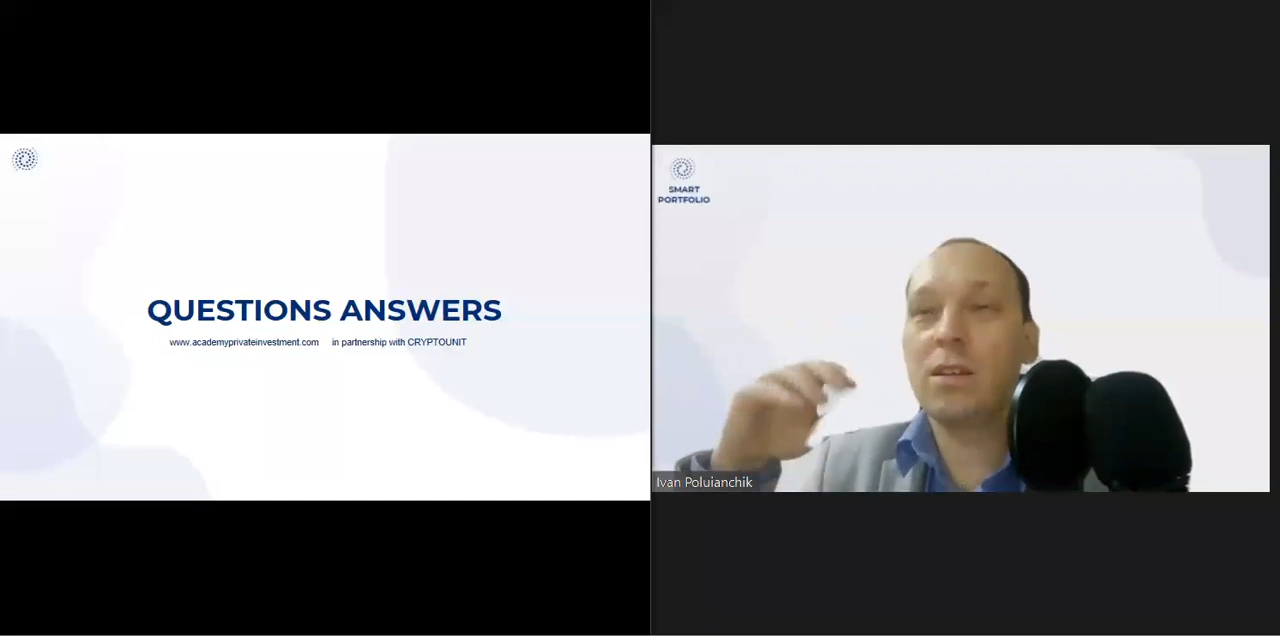 QUESTIONS ANSWERS
www.academyprivateinvestment.com in partnership with CRYPTOUNIT
SMART
PORTFOLIO
Ivan Poluianchik